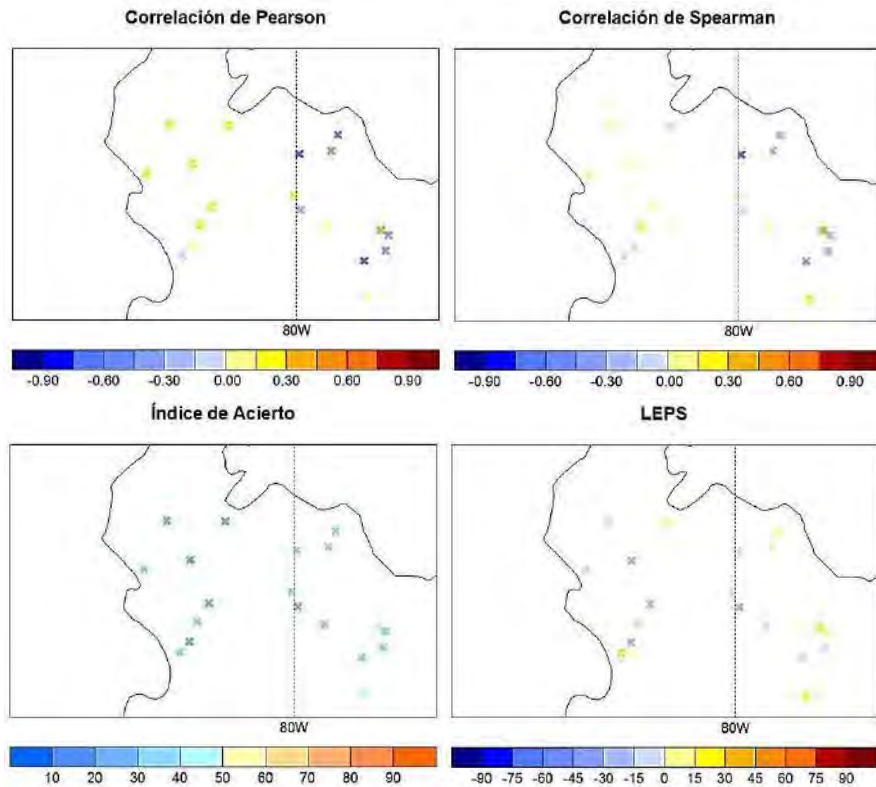 Correlación de Pearson
Correlación de Spearman
80W
80W
-0.90 -0.60 -0.30 0.00 0.30 0.60 0.90
-0.90 -0.60 -0.30 0.00 0.30 0.60 0.90
Índice de Acierto
LEPS
80W
80W
10 20 30 40 50 60 70 80 90
-90 -75 -60 -45 -30 -15 0 15 30 45 60 75 90